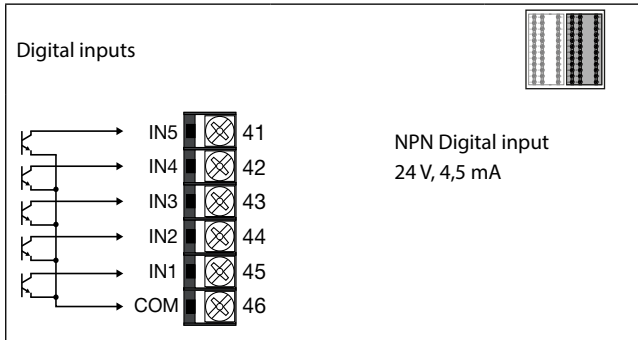 Digital inputs
IN5 41
IN4 42
IN3 43
IN2 44
IN1 45
COM 46
NPN Digital input
24 V, 4,5 mA